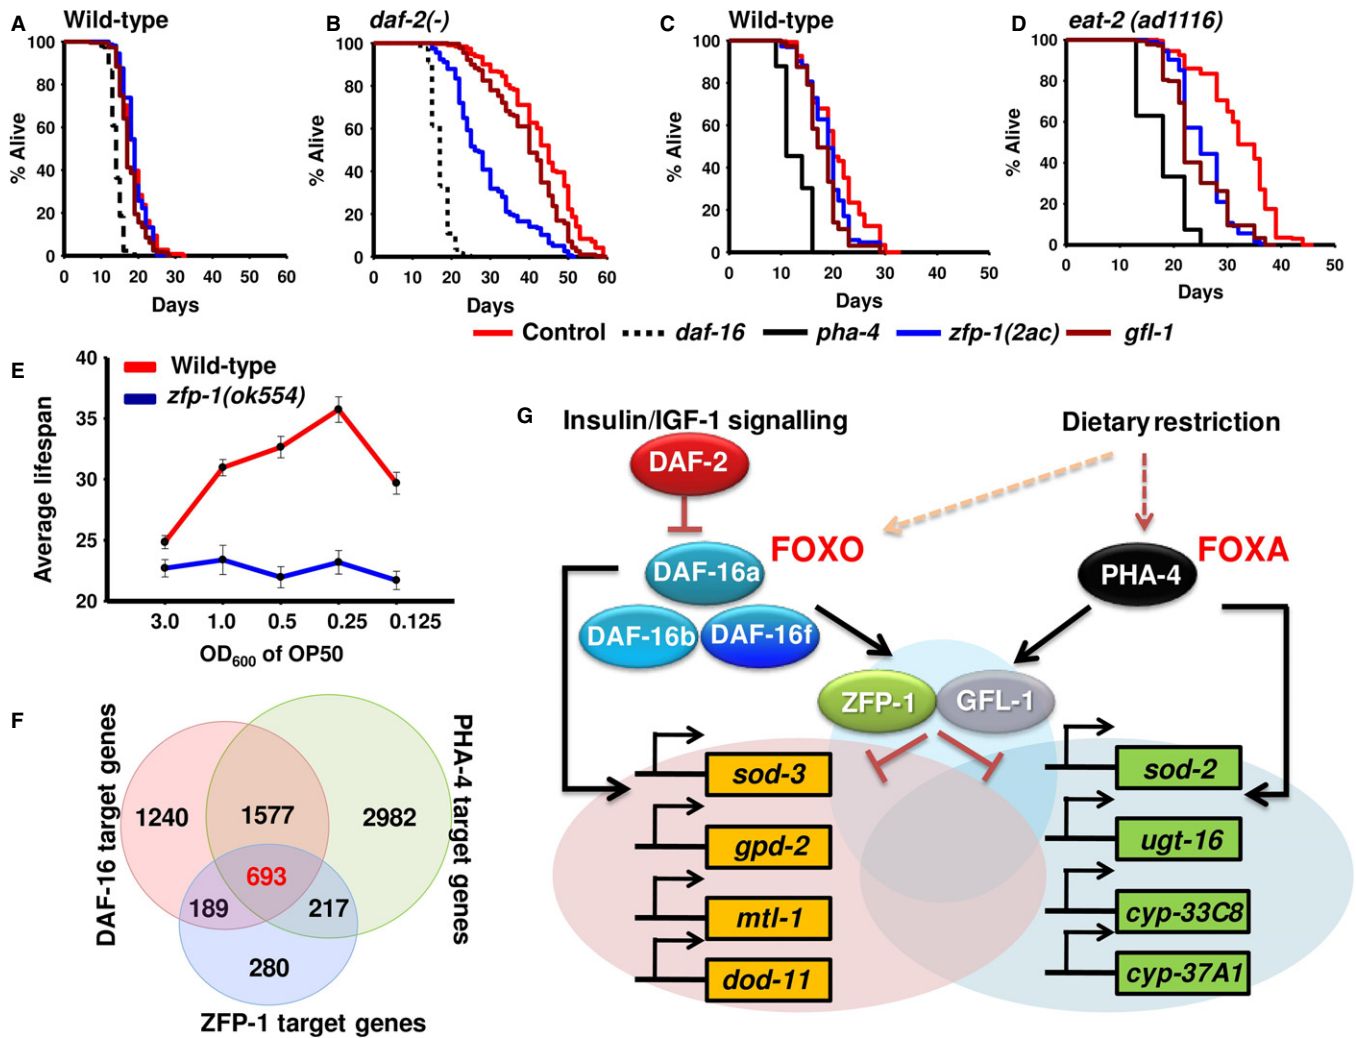 A
Wild-type
% Alive
100
80
60
40
20
0
0 10 20 30 40 50 60
Days
B
daf-2(-)
% Alive
100
80
60
40
20
0
0 10 20 30 40 50 60
Days
C
Wild-type
% Alive
100
80
60
40
20
0
0 10 20 30 40 50
Days
D
eat-2 (ad1116)
% Alive
100
80
60
40
20
0
0 10 20 30 40 50
Days
Control daf-16 pha-4 zfp-1(2ac) gfl-1
E
Wild-type
zfp-1(ok554)
Average lifespan
40
35
30
25
20
3.0 1.0 0.5 0.25 0.125
OD600 of OP50
F
DAF-16 target genes
PHA-4 target genes
1240
1577
2982
693
189
217
280
ZFP-1 target genes
G
Insulin/IGF-1 signalling
Dietary restriction
DAF-2
FOXO
FOXA
DAF-16a
PHA-4
DAF-16b
DAF-16f
ZFP-1
GFL-1
sod-3
gpd-2
mtl-1
dod-11
sod-2
ugt-16
cyp-33C8
cyp-37A1